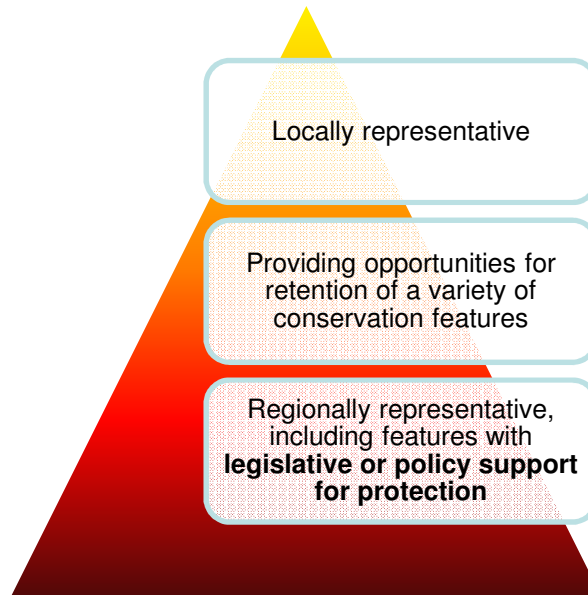 Locally representative
Providing opportunities for
retention of a variety of
conservation features
Regionally representative,
including features with
legislative or policy support
for protection